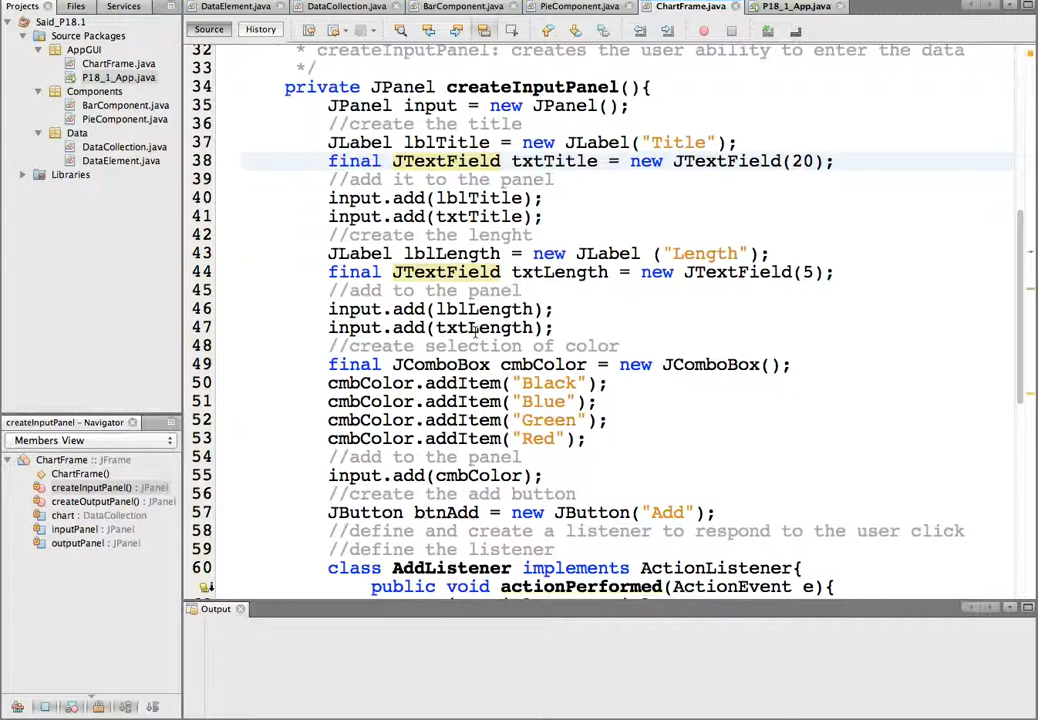 Projects Files Services DataElement.java DataCollection.java BarComponent.java PieComponent.java ChartFrame.java P18_1_App.java
Source History
Said_P18.1
Source Packages
AppGUI
ChartFrame.java
P18_1_App.java
Components
BarComponent.java
PieComponent.java
Data
DataCollection.java
DataElement.java
Libraries
createInputPanel - Navigator
Members View
ChartFrame :: JFrame
ChartFrame()
createInputPanel() : JPanel
createOutputPanel() : JPanel
chart : DataCollection
inputPanel : JPanel
outputPanel : JPanel
32 * createInputPanel: creates the user ability to enter the data
33 */
34 private JPanel createInputPanel(){
35 JPanel input = new JPanel();
36 //create the title
37 JLabel lblTitle = new JLabel("Title");
38 final JTextField txtTitle = new JTextField(20);
39 //add it to the panel
40 input.add(lblTitle);
41 input.add(txtTitle);
42 //create the lenght
43 JLabel lblLength = new JLabel ("Length");
44 final JTextField txtLength = new JTextField(5);
45 //add to the panel
46 input.add(lblLength);
47 input.add(txtLength);
48 //create selection of color
49 final JComboBox cmbColor = new JComboBox();
50 cmbColor.addItem("Black");
51 cmbColor.addItem("Blue");
52 cmbColor.addItem("Green");
53 cmbColor.addItem("Red");
54 //add to the panel
55 input.add(cmbColor);
56 //create the add button
57 JButton btnAdd = new JButton("Add");
58 //define and create a listener to respond to the user click
59 //define the listener
60 class AddListener implements ActionListener{
public void actionPerformed(ActionEvent e){
Output